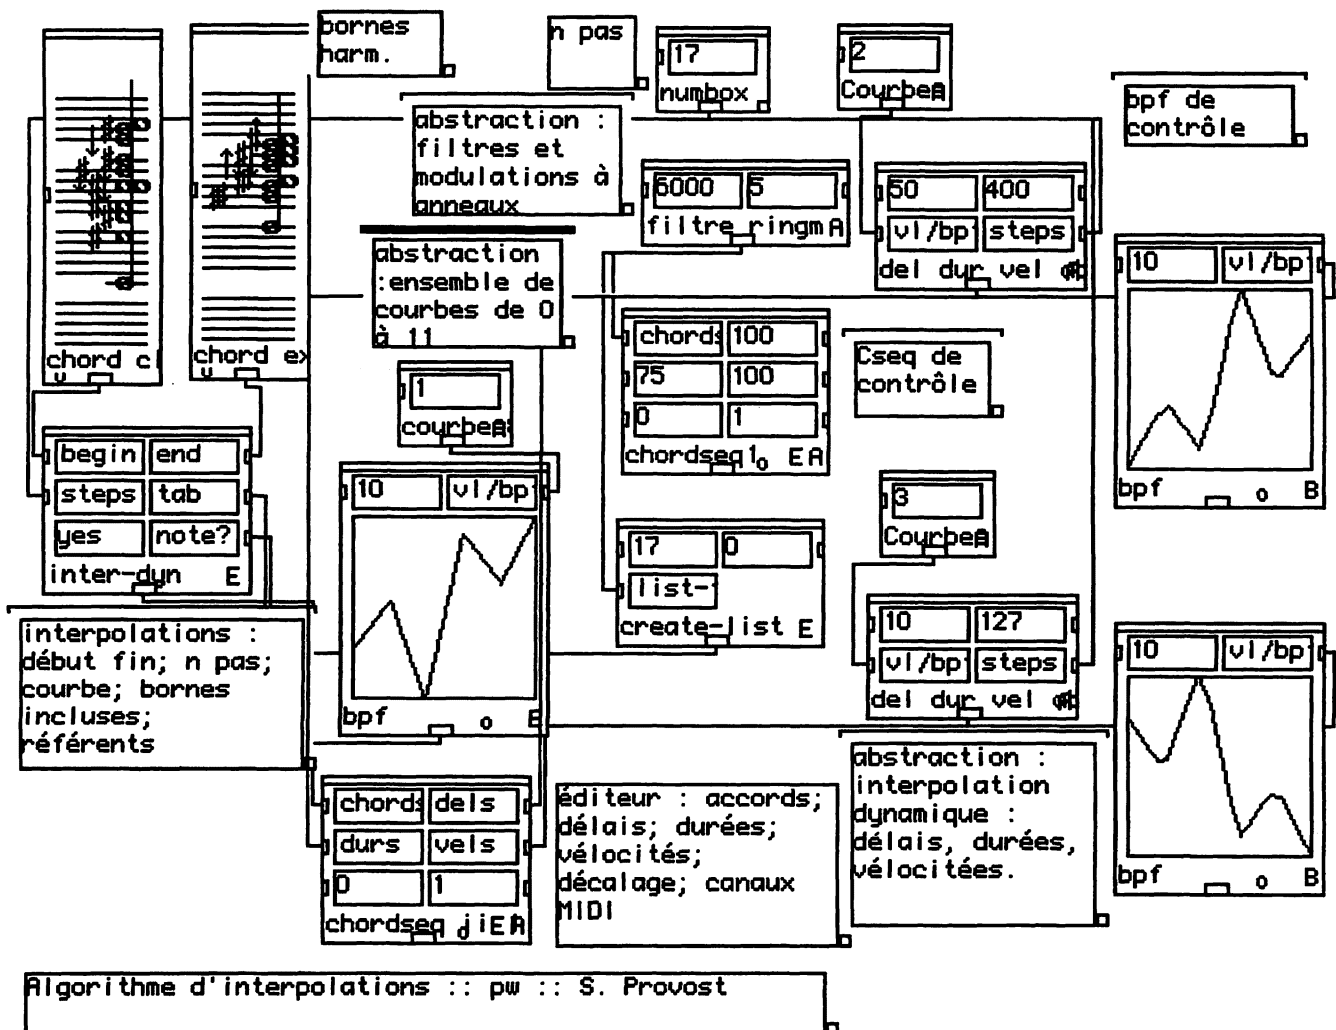 bornes
harm.
n pas
17
numbox
2
Courbe A
bpf de
contrôle
abstraction :
filtres et
modulations à
anneaux
6000 5
filtre ringm A
50 400
vl/bp steps
del dur vel
abstraction
:ensemble de
courbes de 0
à 11
10 vl/bp
bpf o B
chord
chord ex
chords 100
75 100
0 1
chordseq1 o E A
Cseq de
contrôle
1
courbe
begin end
steps tab
yes note?
inter-dyn E
10 vl/bp
bpf o B
17 0
list-
create-list E
3
Courbe
10 127
vl/bp steps
del dur vel
10 vl/bp
bpf o B
interpolations :
début fin; n pas;
courbe; bornes
incluses;
référents
chords dels
durs vels
0 1
chordseq
éditeur : accords;
délais; durées;
vélocités;
décalage; canaux
MIDI
abstraction :
interpolation
dynamique :
délais, durées,
vélocitées.
Algorithme d'interpolations :: pw :: S. Provost